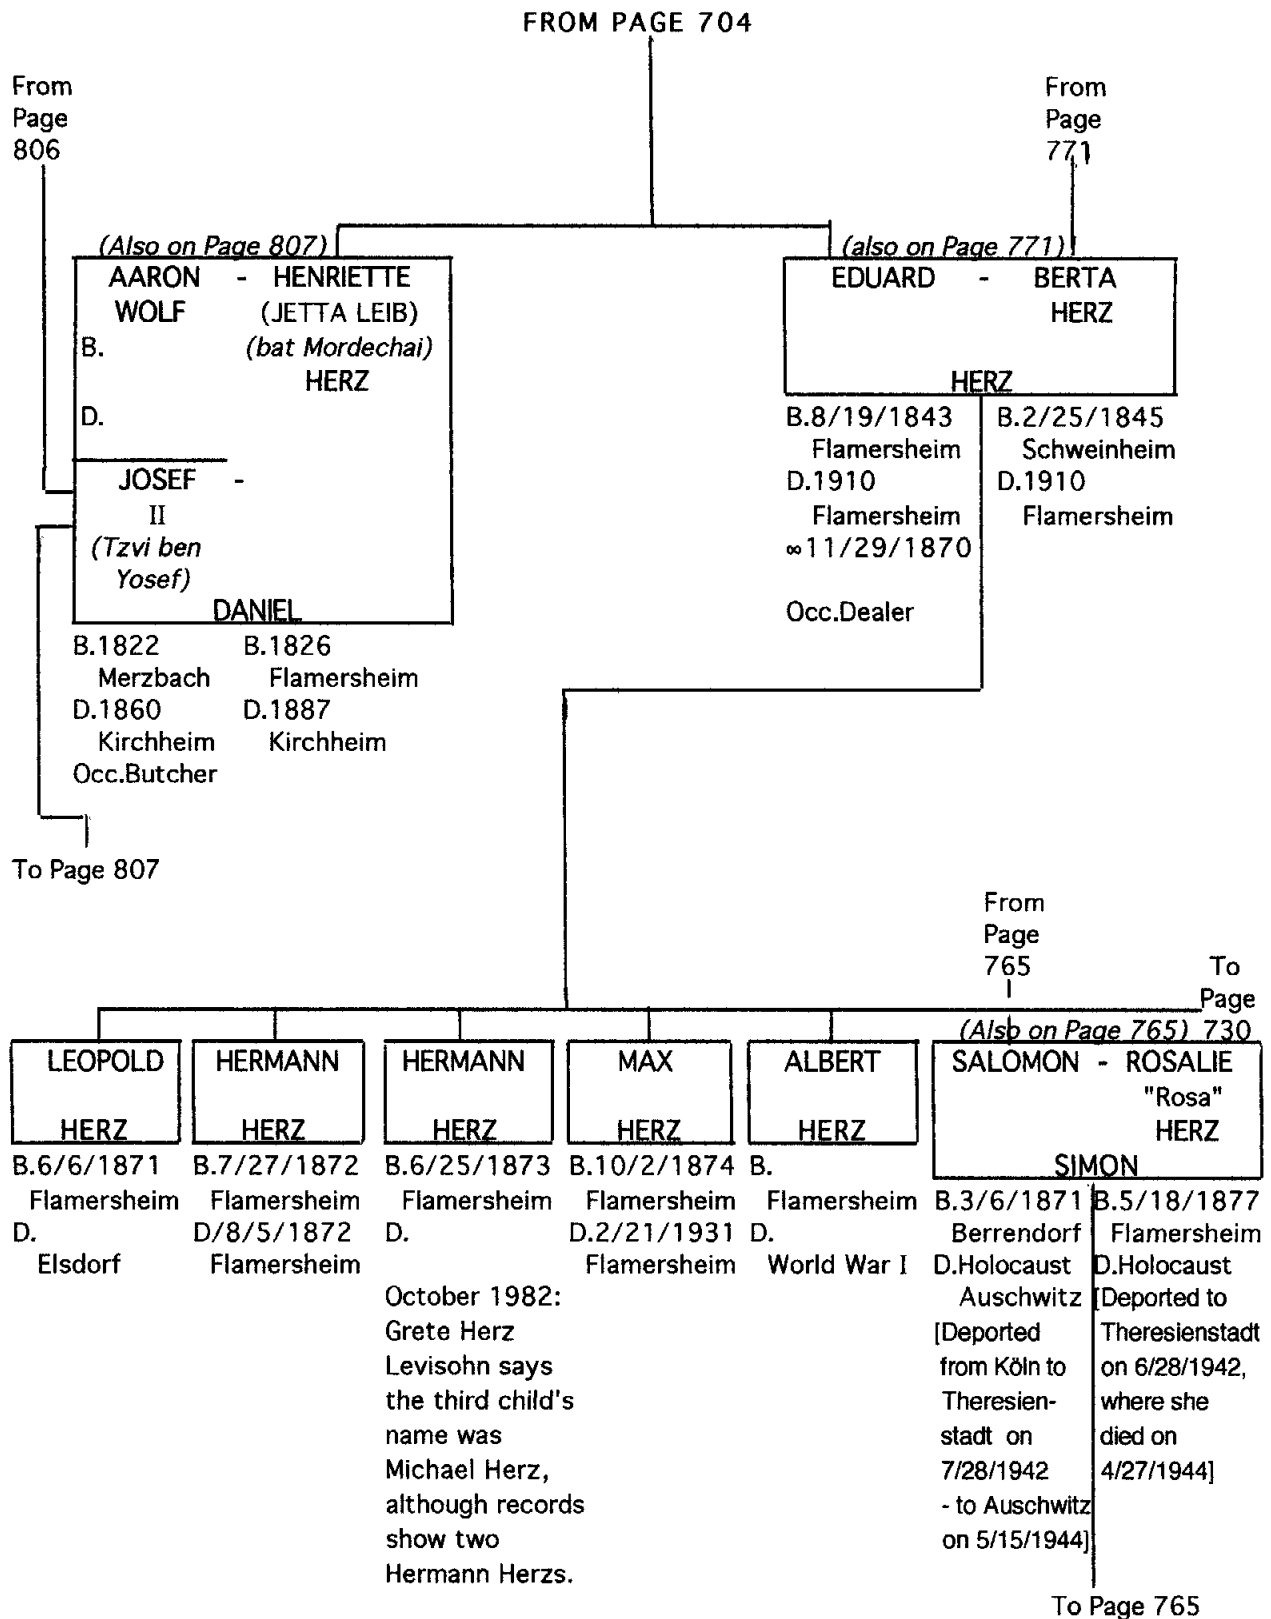 FROM PAGE 704
From
Page
806
From
Page
771
(Also on Page 807)
AARON - HENRIETTE
WOLF (JETTA LEIB)
B. (bat Mordechai)
HERZ
D.
JOSEF -
II
(Tzvi ben
Yosef)
DANIEL
B.1822 B.1826
Merzbach Flamersheim
D.1860 D.1887
Kirchheim Kirchheim
Occ.Butcher
To Page 807
(also on Page 771)
EDUARD - BERTA
HERZ
HERZ
B.8/19/1843 B.2/25/1845
Flamersheim Schweinheim
D.1910 D.1910
Flamersheim Flamersheim
∞11/29/1870
Occ.Dealer
From
Page
765
To
Page
730
LEOPOLD
HERZ
B.6/6/1871
Flamersheim
D.
Elsdorf
HERMANN
HERZ
B.7/27/1872
Flamersheim
D/8/5/1872
Flamersheim
HERMANN
HERZ
B.6/25/1873
Flamersheim
D.
October 1982:
Grete Herz
Levisohn says
the third child's
name was
Michael Herz,
although records
show two
Hermann Herzs.
MAX
HERZ
B.10/2/1874
Flamersheim
D.2/21/1931
Flamersheim
ALBERT
HERZ
B.
Flamersheim
D.
World War I
(Also on Page 765)
SALOMON - ROSALIE
"Rosa"
HERZ
SIMON
B.3/6/1871
Berrendorf
D.Holocaust
Auschwitz
[Deported
from Köln to
Theresien-
stadt on
7/28/1942
- to Auschwitz
on 5/15/1944]
B.5/18/1877
Flamersheim
D.Holocaust
[Deported to
Theresienstadt
on 6/28/1942,
where she
died on
4/27/1944]
To Page 765